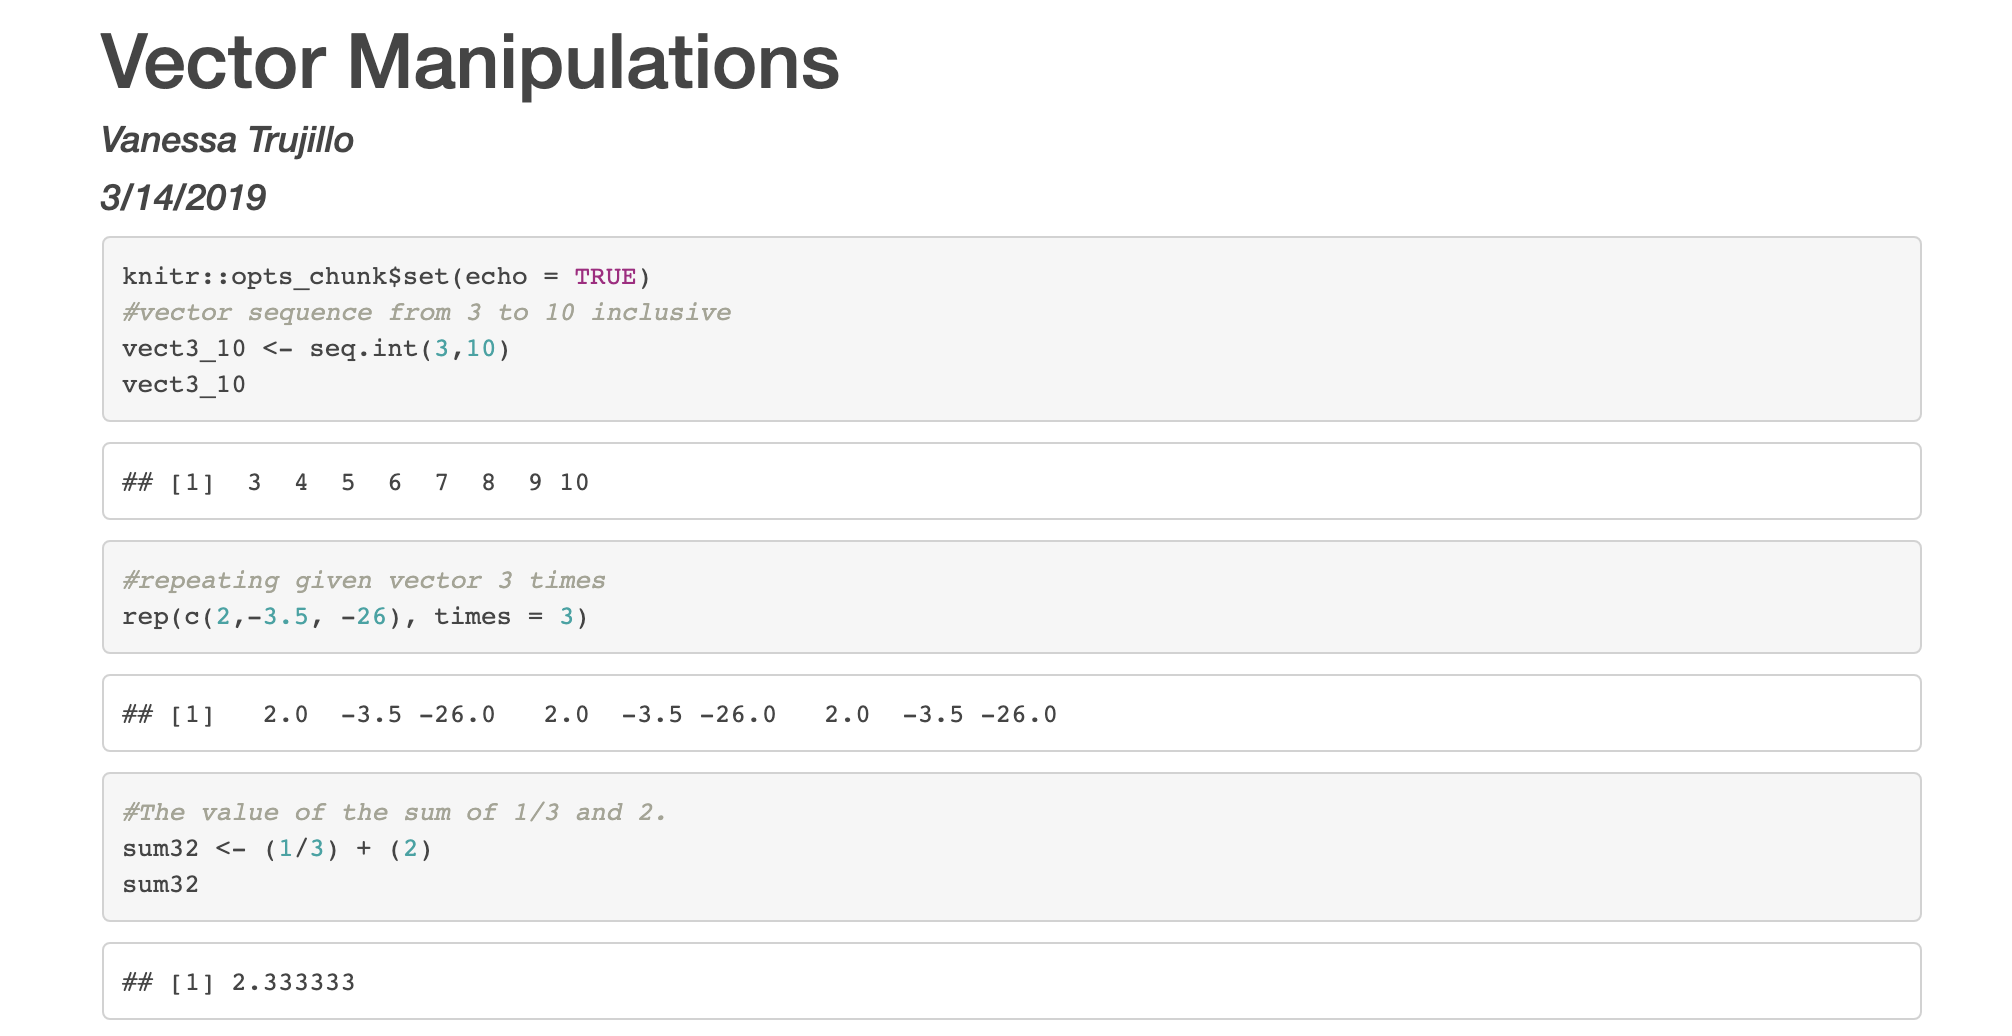 Vector Manipulations
Vanessa Trujillo
3/14/2019
knitr::opts_chunk$set(echo = TRUE)
#vector sequence from 3 to 10 inclusive
vect3_10 <- seq.int(3,10)
vect3_10
## [1]  3  4  5  6  7  8  9 10
#repeating given vector 3 times
rep(c(2,-3.5, -26), times = 3)
## [1]   2.0  -3.5 -26.0   2.0  -3.5 -26.0   2.0  -3.5 -26.0
#The value of the sum of 1/3 and 2.
sum32 <- (1/3) + (2)
sum32
## [1] 2.333333